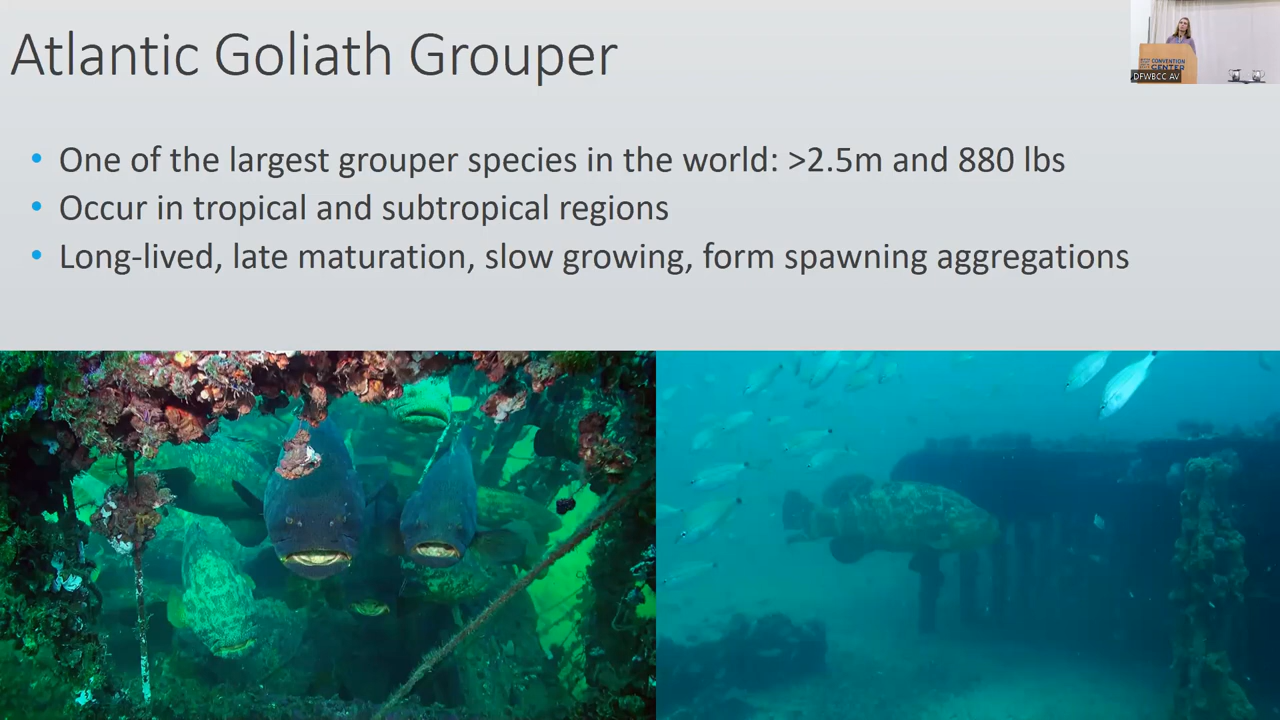 Atlantic Goliath Grouper
CONVENTION
CENTER
DFWBCC AV
• One of the largest grouper species in the world: >2.5m and 880 lbs
• Occur in tropical and subtropical regions
• Long-lived, late maturation, slow growing, form spawning aggregations